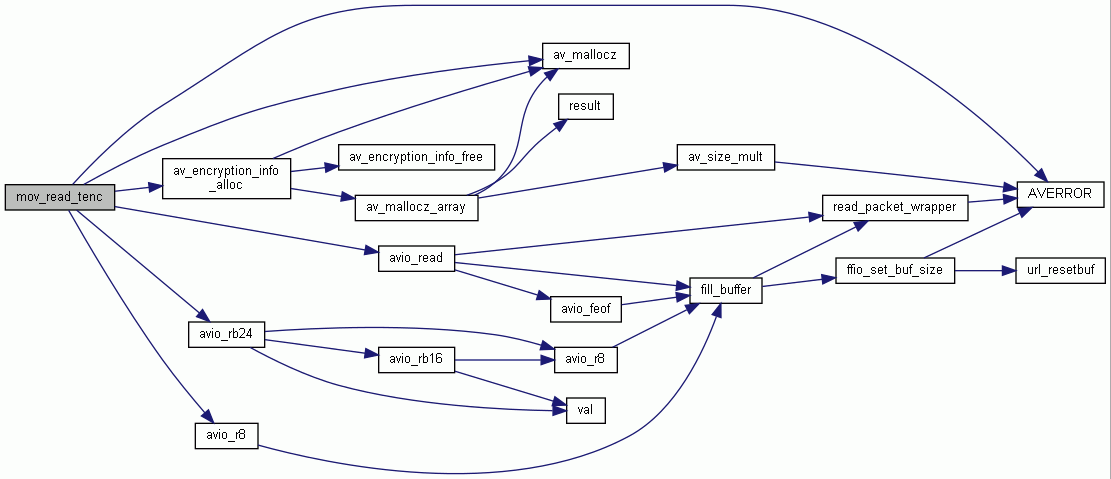 av_mallocz
result
av_encryption_info_free
av_size_mult
av_encryption_info
_alloc
mov_read_tenc
AVERROR
av_mallocz_array
read_packet_wrapper
avio_read
ffio_set_buf_size
url_resetbuf
fill_buffer
avio_feof
avio_rb24
avio_rb16
avio_r8
val
avio_r8